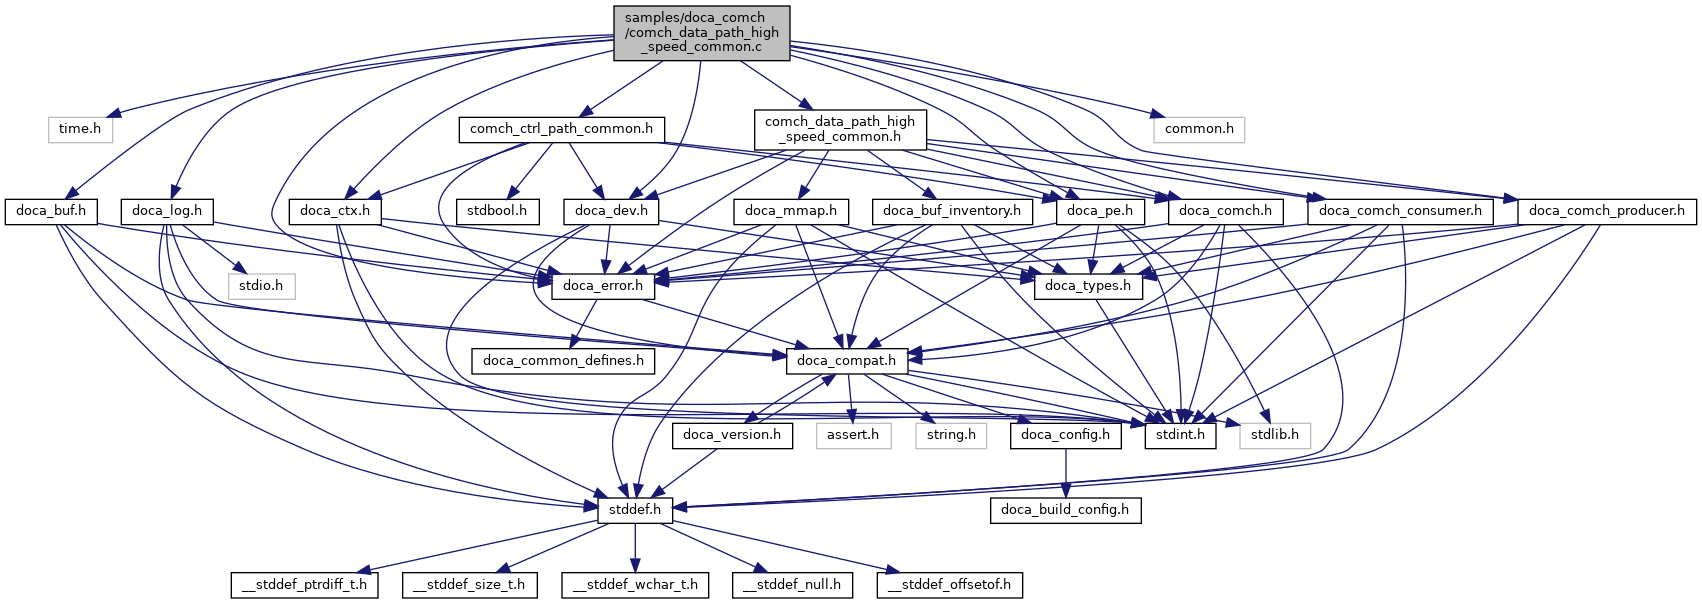 samples/doca_comch
/comch_data_path_high
_speed_common.c
time.h
comch_ctrl_path_common.h
comch_data_path_high
_speed_common.h
common.h
doca_buf.h
doca_log.h
doca_ctx.h
stdbool.h
doca_dev.h
doca_mmap.h
doca_buf_inventory.h
doca_pe.h
doca_comch.h
doca_comch_consumer.h
doca_comch_producer.h
stdio.h
doca_error.h
doca_types.h
doca_common_defines.h
doca_compat.h
doca_version.h
assert.h
string.h
doca_config.h
stdint.h
stdlib.h
stddef.h
doca_build_config.h
__stddef_ptrdiff_t.h
__stddef_size_t.h
__stddef_wchar_t.h
__stddef_null.h
__stddef_offsetof.h